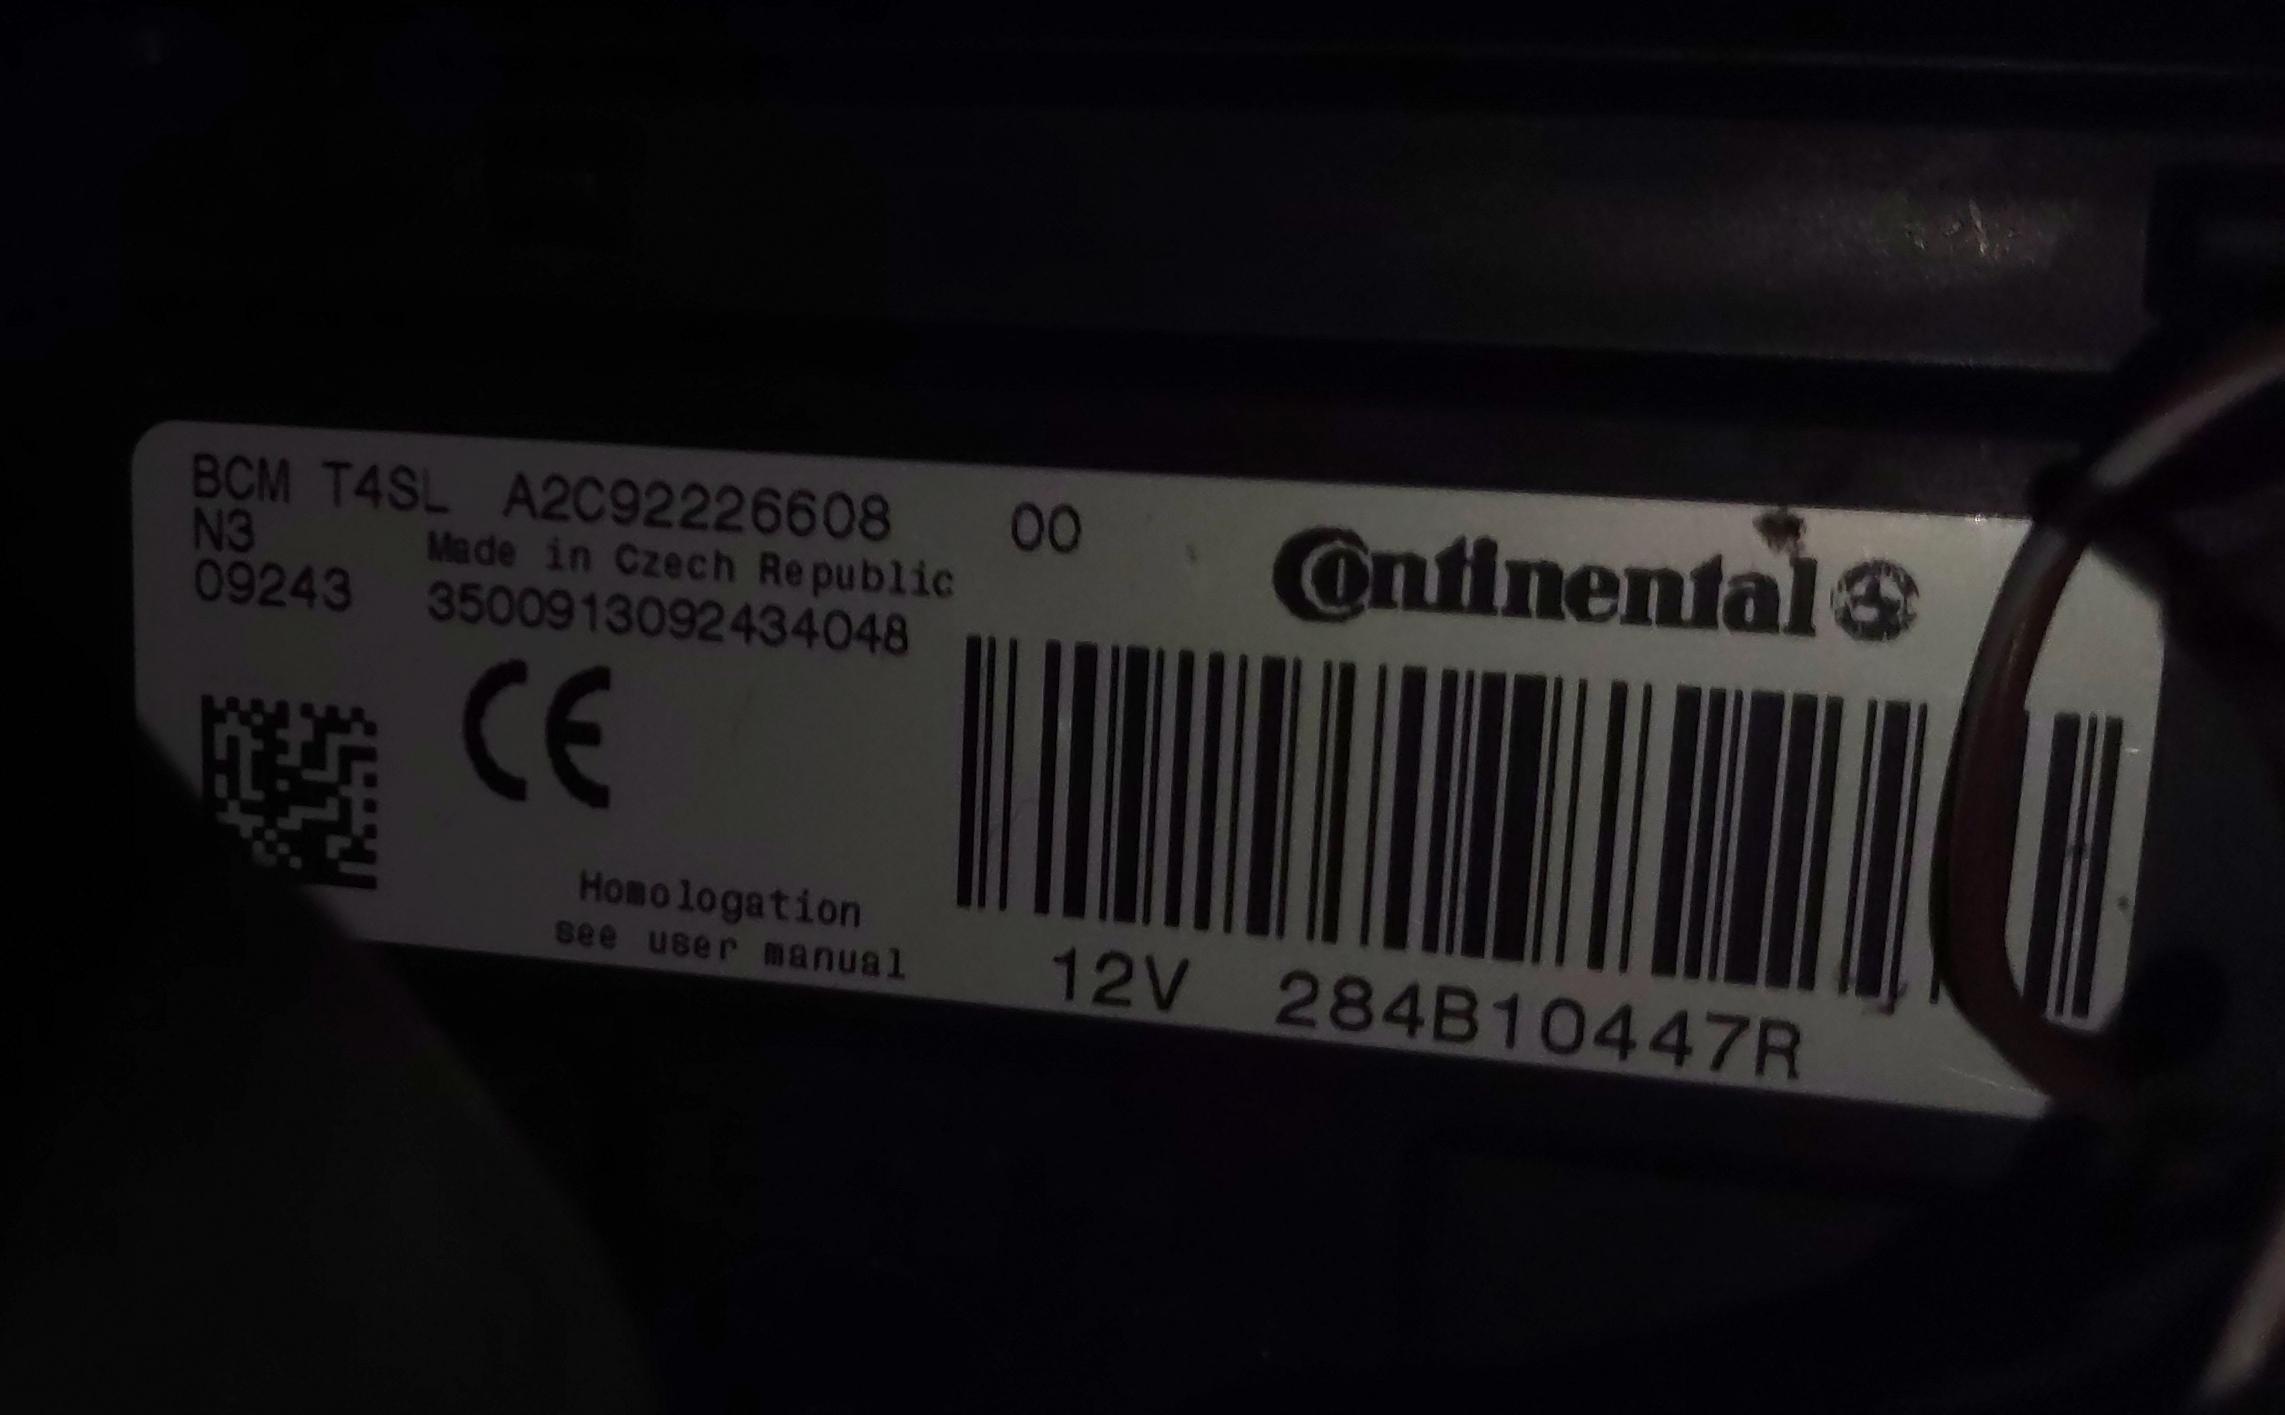 BCM T4SL A2C92226608 00
N3 Made in Czech Republic
09243 3500913092434048
Continental
CE
Homologation
see user manual
12V 284B10447R